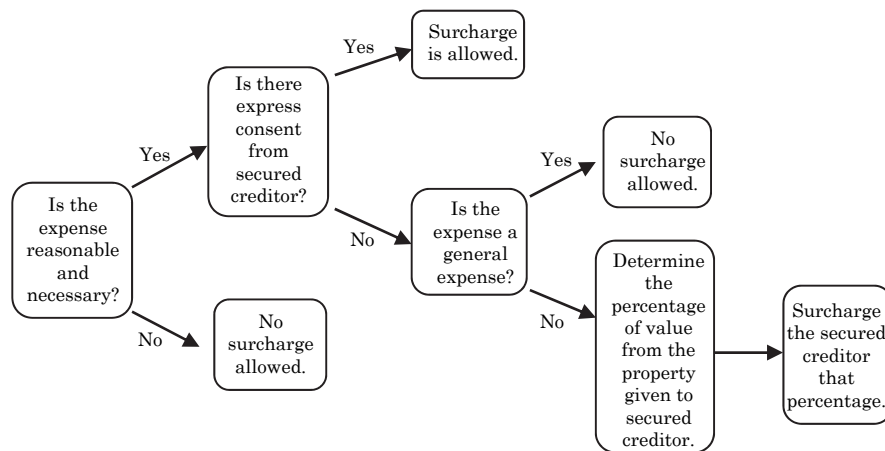 Is the
expense
reasonable
and
necessary?
Yes
No
Is there
express
consent
from
secured
creditor?
No
surcharge
allowed.
Yes
No
Surcharge
is allowed.
Is the
expense a
general
expense?
Yes
No
No
surcharge
allowed.
Determine
the
percentage
of value
from the
property
given to
secured
creditor.
Surcharge
the secured
creditor
that
percentage.